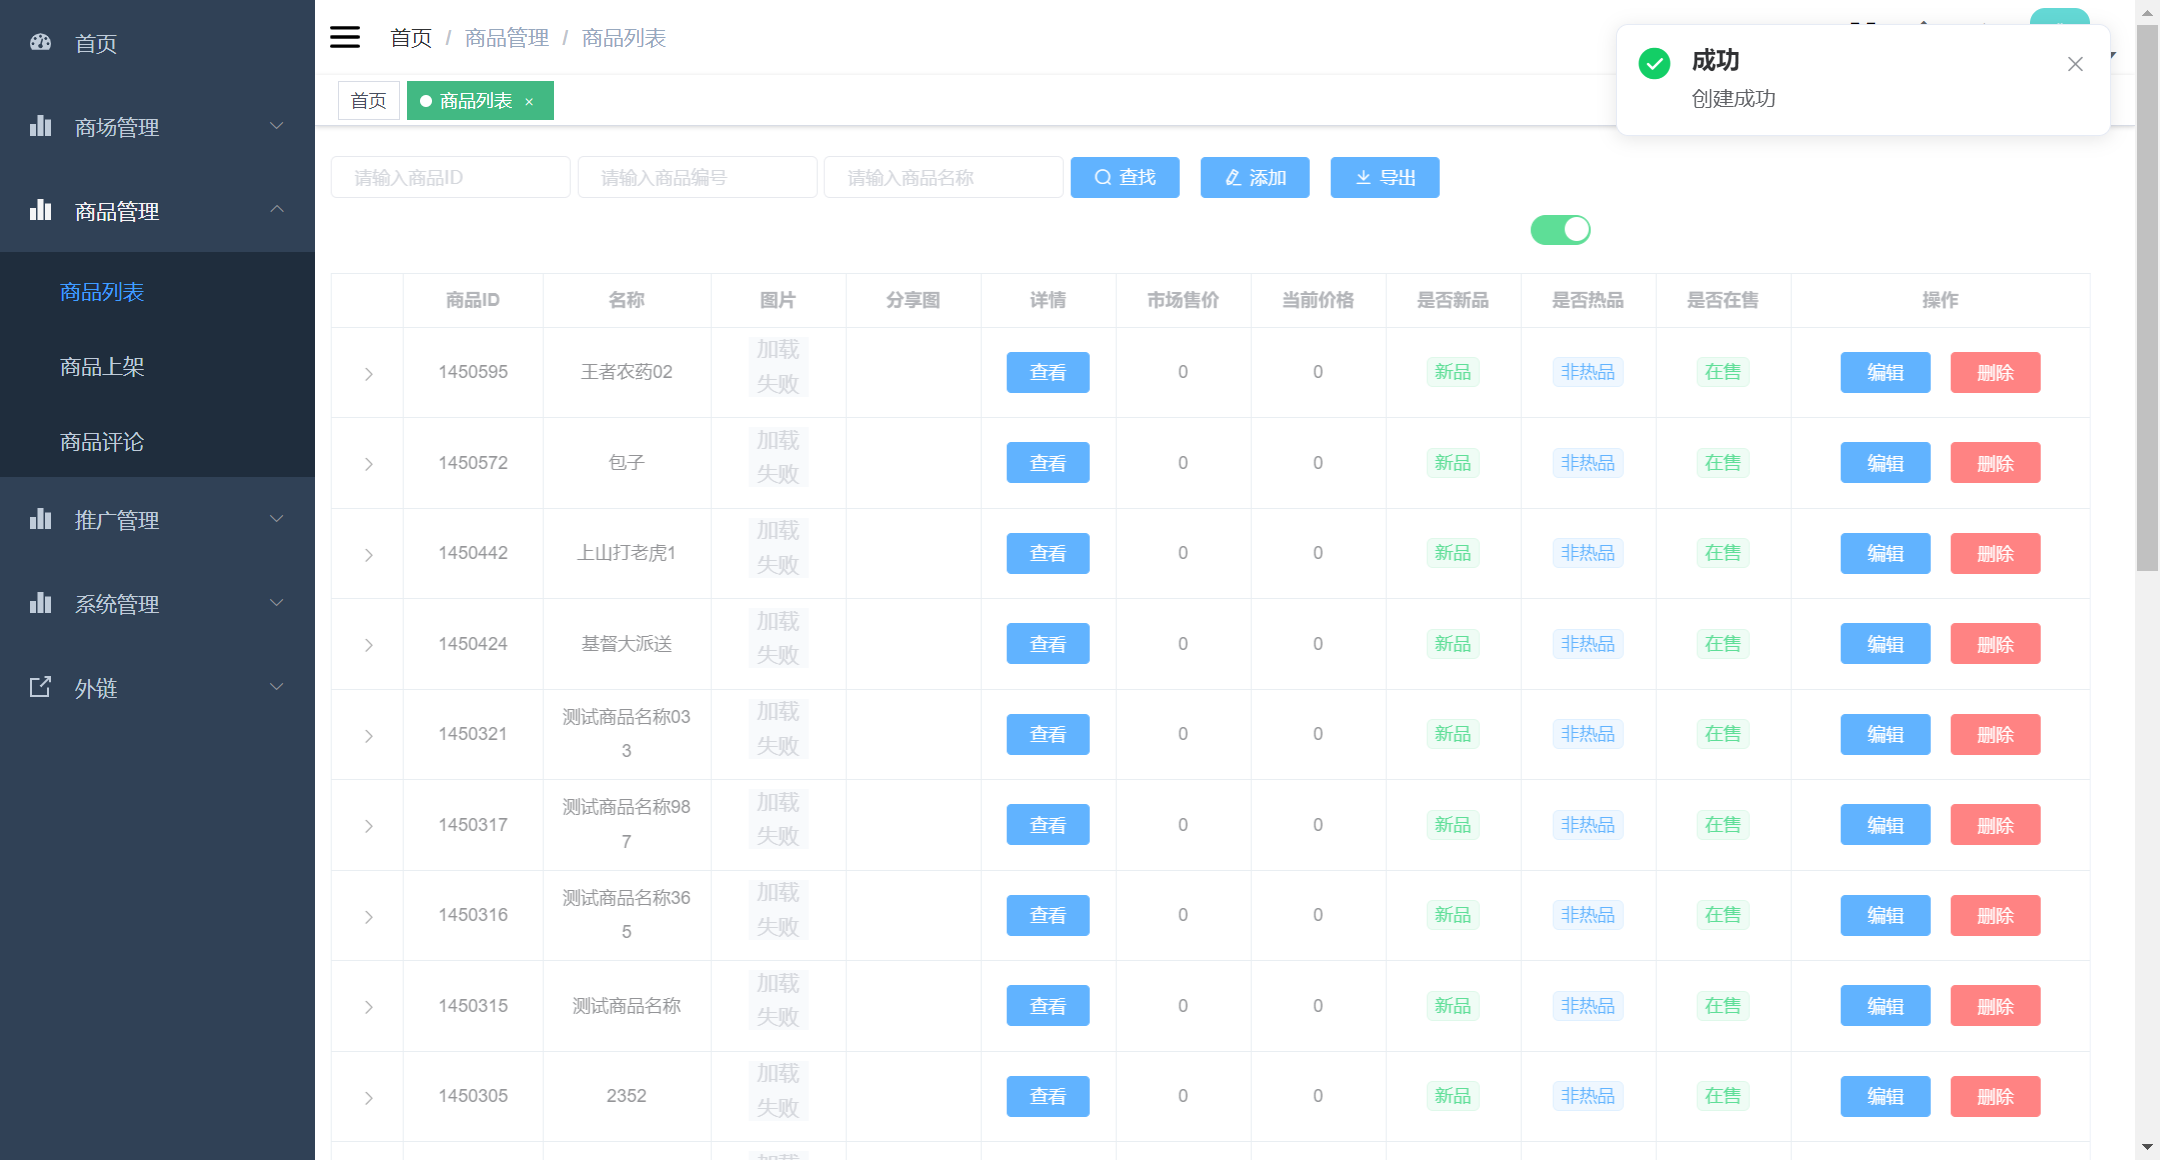 首页
商场管理
商品管理
商品列表
商品上架
商品评论
推广管理
系统管理
外链
首页 / 商品管理 / 商品列表
成功
创建成功
首页
商品列表 ×
请输入商品ID 请输入商品编号 请输入商品名称 查找 添加 导出
商品ID 名称 图片 分享图 详情 市场售价 当前价格 是否新品 是否热品 是否在售 操作
1450595 王者农药02 加载 查看 0 0 新品 非热品 在售 编辑 删除
失败
1450572 包子 加载 查看 0 0 新品 非热品 在售 编辑 删除
失败
1450442 上山打老虎1 加载 查看 0 0 新品 非热品 在售 编辑 删除
失败
1450424 基督大派送 加载 查看 0 0 新品 非热品 在售 编辑 删除
失败
1450321 测试商品名称03 加载 查看 0 0 新品 非热品 在售 编辑 删除
3 失败
1450317 测试商品名称98 加载 查看 0 0 新品 非热品 在售 编辑 删除
7 失败
1450316 测试商品名称36 加载 查看 0 0 新品 非热品 在售 编辑 删除
5 失败
1450315 测试商品名称 加载 查看 0 0 新品 非热品 在售 编辑 删除
失败
1450305 2352 加载 查看 0 0 新品 非热品 在售 编辑 删除
失败